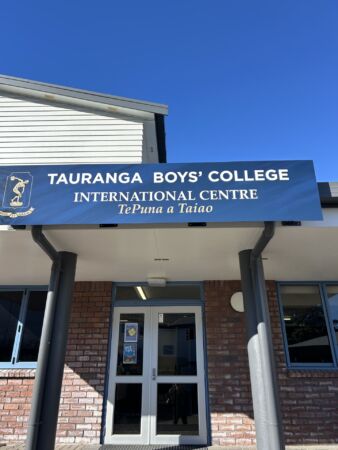 TAURANGA BOYS' COLLEGE
INTERNATIONAL CENTRE
TePuna a Taiao